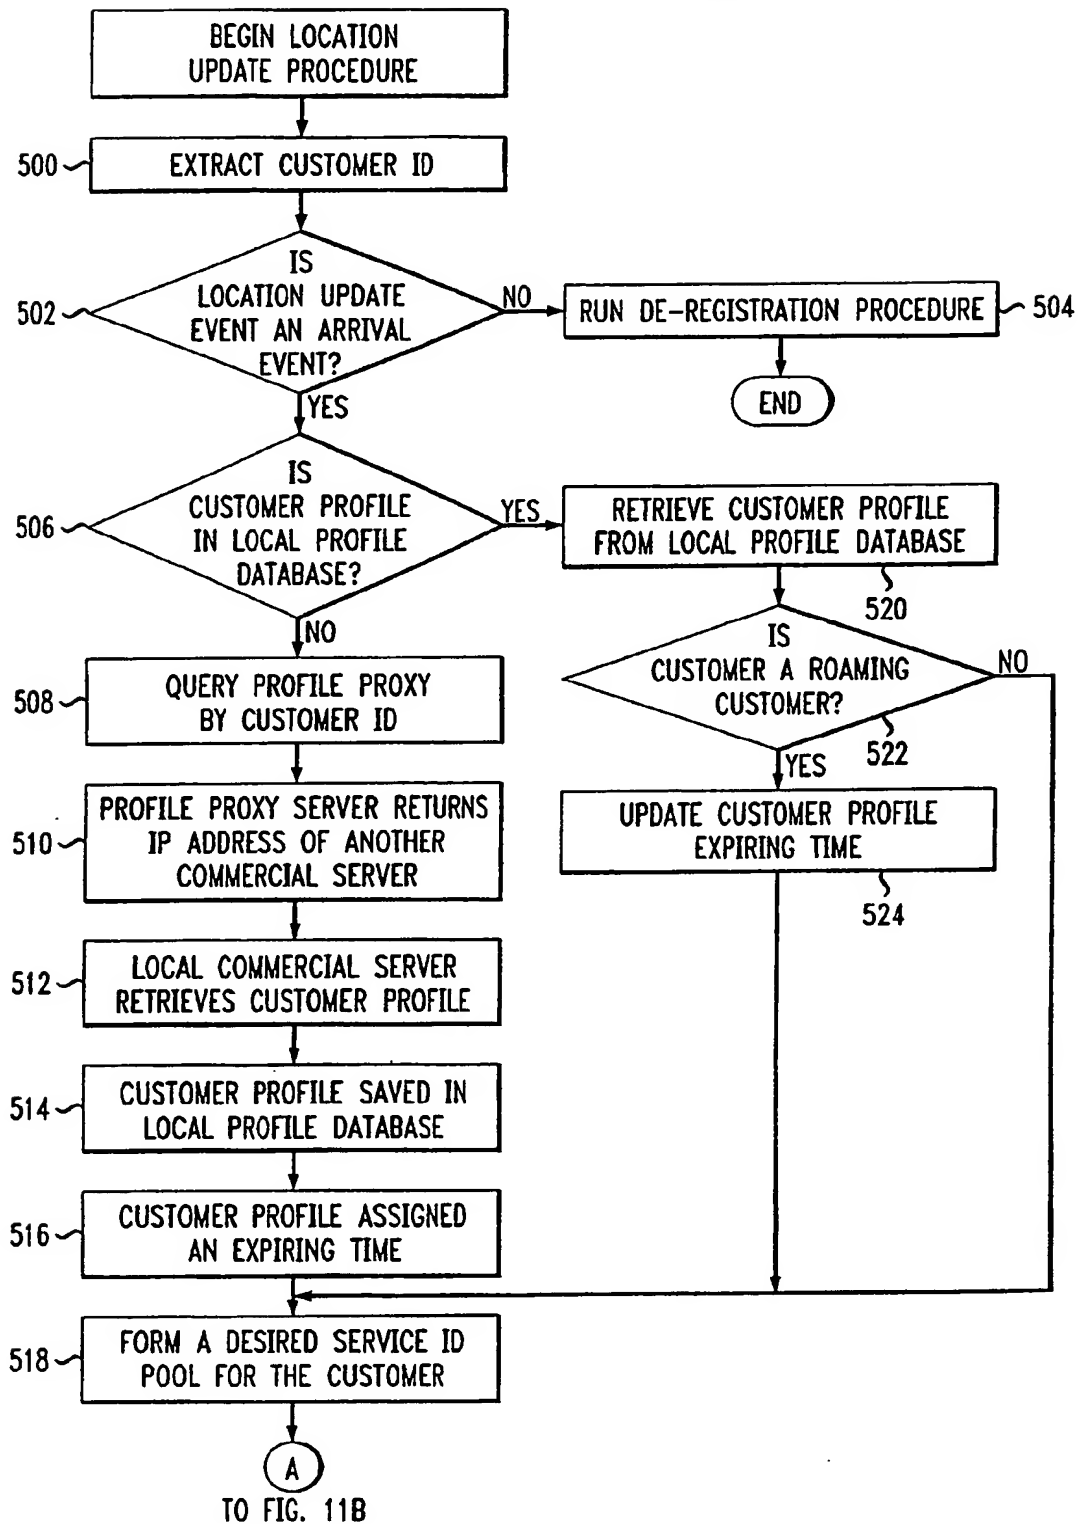 BEGIN LOCATION
UPDATE PROCEDURE
500
EXTRACT CUSTOMER ID
502
IS
LOCATION UPDATE
EVENT AN ARRIVAL
EVENT?
NO
RUN DE-REGISTRATION PROCEDURE
504
END
YES
506
IS
CUSTOMER PROFILE
IN LOCAL PROFILE
DATABASE?
YES
RETRIEVE CUSTOMER PROFILE
FROM LOCAL PROFILE DATABASE
520
NO
IS
CUSTOMER A ROAMING
CUSTOMER?
NO
522
YES
508
QUERY PROFILE PROXY
BY CUSTOMER ID
510
PROFILE PROXY SERVER RETURNS
IP ADDRESS OF ANOTHER
COMMERCIAL SERVER
UPDATE CUSTOMER PROFILE
EXPIRING TIME
524
512
LOCAL COMMERCIAL SERVER
RETRIEVES CUSTOMER PROFILE
514
CUSTOMER PROFILE SAVED IN
LOCAL PROFILE DATABASE
516
CUSTOMER PROFILE ASSIGNED
AN EXPIRING TIME
518
FORM A DESIRED SERVICE ID
POOL FOR THE CUSTOMER
A
TO FIG. 11B